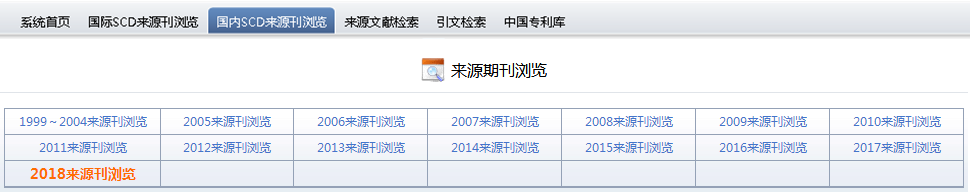 系统首页 国际SCD来源刊浏览 国内SCD来源刊浏览 来源文献检索 引文检索 中国专利库
来源期刊浏览
1999～2004来源刊浏览 2005来源刊浏览 2006来源刊浏览 2007来源刊浏览 2008来源刊浏览 2009来源刊浏览 2010来源刊浏览
2011来源刊浏览 2012来源刊浏览 2013来源刊浏览 2014来源刊浏览 2015来源刊浏览 2016来源刊浏览 2017来源刊浏览
2018来源刊浏览